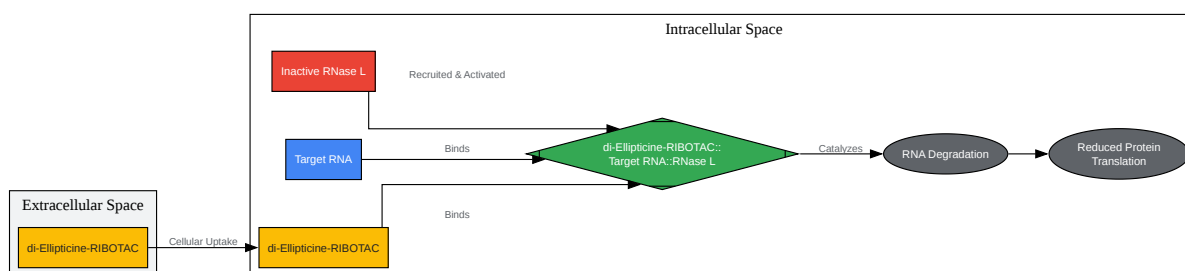 Intracellular Space
Inactive RNase L
Recruited & Activated
Target RNA
Binds
di-Ellipticine-RIBOTAC::
Target RNA::RNase L
Catalyzes
RNA Degradation
Reduced Protein
Translation
Extracellular Space
di-Ellipticine-RIBOTAC
Cellular Uptake
di-Ellipticine-RIBOTAC
Binds